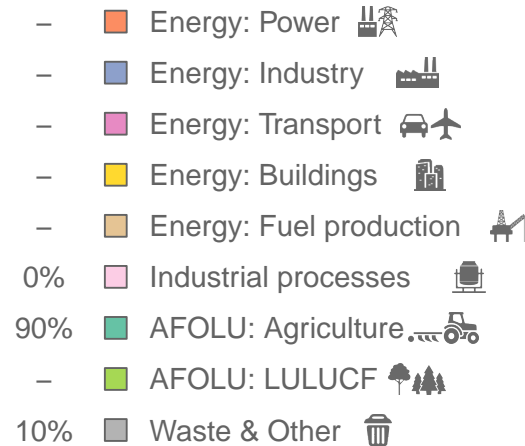 – Energy: Power
– Energy: Industry
– Energy: Transport
– Energy: Buildings
– Energy: Fuel production
0% Industrial processes
90% AFOLU: Agriculture
– AFOLU: LULUCF
10% Waste & Other